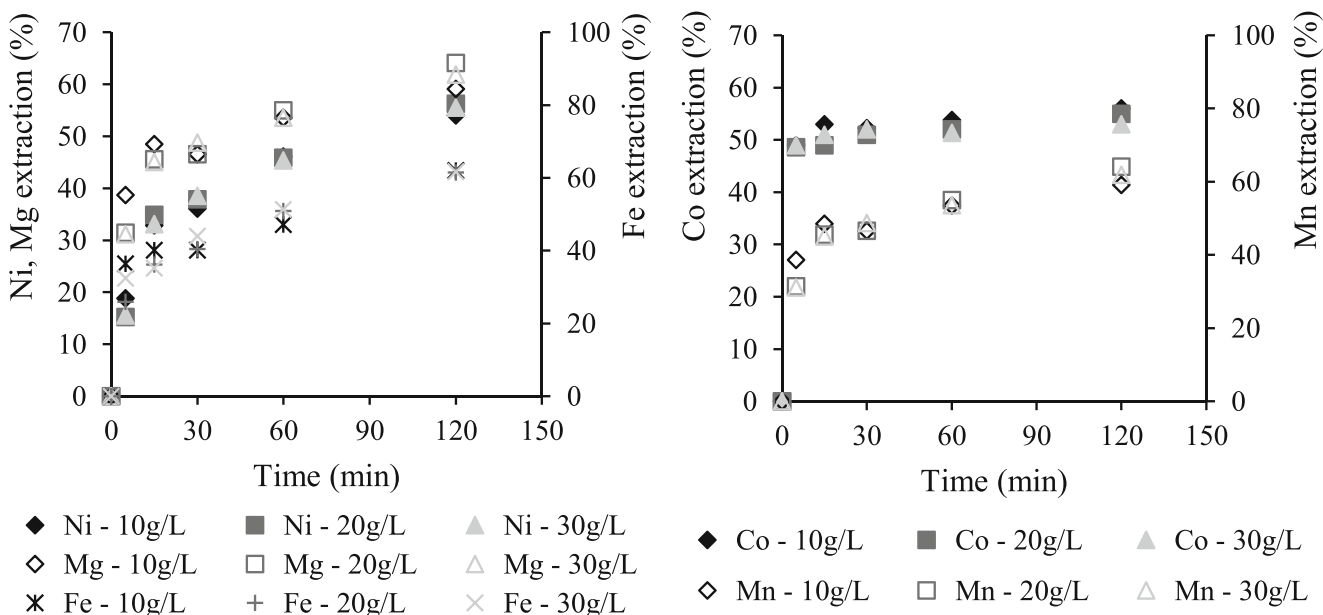 Ni, Mg extraction (%)
70
60
50
40
30
20
10
0
0 30 60 90 120 150
Time (min)
100
80
60
40
20
0
Fe extraction (%)
Ni - 10g/L Ni - 20g/L Ni - 30g/L
Mg - 10g/L Mg - 20g/L Mg - 30g/L
Fe - 10g/L Fe - 20g/L Fe - 30g/L
Co extraction (%)
70
60
50
40
30
20
10
0
0 30 60 90 120 150
Time (min)
100
80
60
40
20
0
Mn extraction (%)
Co - 10g/L Co - 20g/L Co - 30g/L
Mn - 10g/L Mn - 20g/L Mn - 30g/L